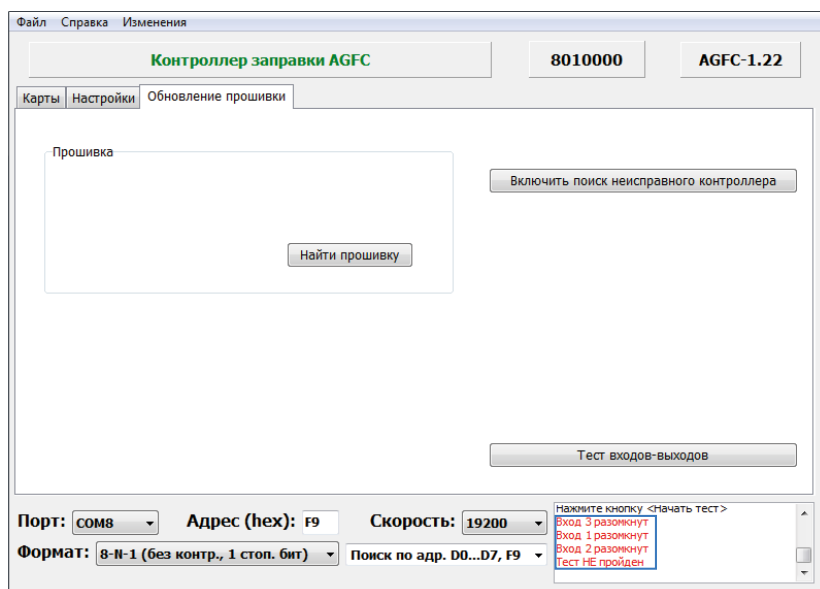 Файл Справка Изменения
Контроллер заправки AGFC 8010000 AGFC-1.22
Карты Настройки Обновление прошивки
Прошивка
Включить поиск неисправного контроллера
Найти прошивку
Тест входов-выходов
Порт: COM8 Адрес (hex): F9 Скорость: 19200
Формат: 8-N-1 (без контр., 1 стоп. бит) Поиск по адр. D0...D7, F9
Нажмите кнопку <Начать тест>
Вход 3 разомкнут
Вход 1 разомкнут
Вход 2 разомкнут
Тест НЕ пройден